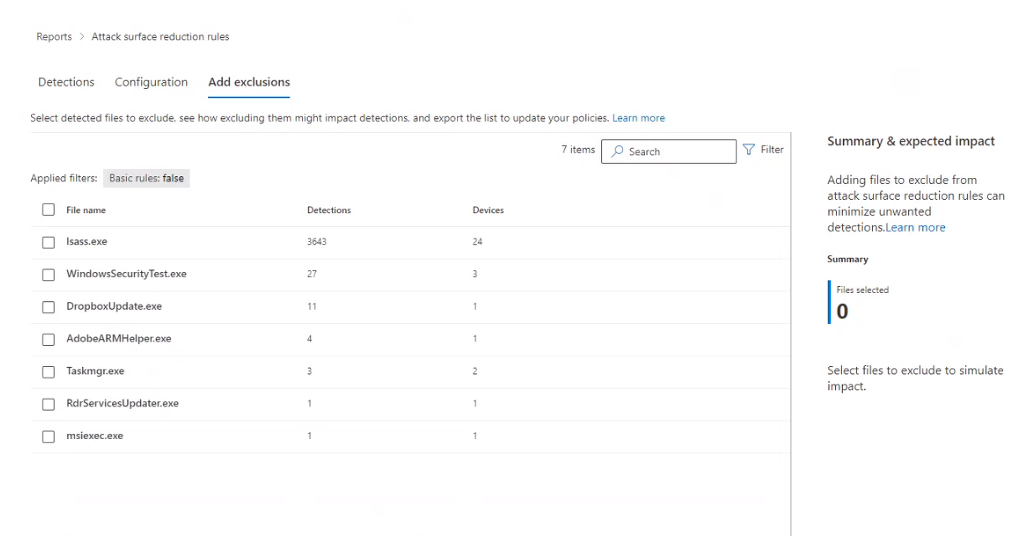 Reports > Attack surface reduction rules
Detections Configuration Add exclusions
Select detected files to exclude, see how excluding them might impact detections, and export the list to update your policies. Learn more
7 items Search Filter
Applied filters: Basic rules: false
File name Detections Devices
lsass.exe 3643 24
WindowsSecurityTest.exe 27 3
DropboxUpdate.exe 11 1
AdobeARMHelper.exe 4 1
Taskmgr.exe 3 2
RdrServicesUpdater.exe 1 1
msiexec.exe 1 1
Summary & expected impact
Adding files to exclude from
attack surface reduction rules can
minimize unwanted
detections.Learn more
Summary
Files selected
0
Select files to exclude to simulate
impact.